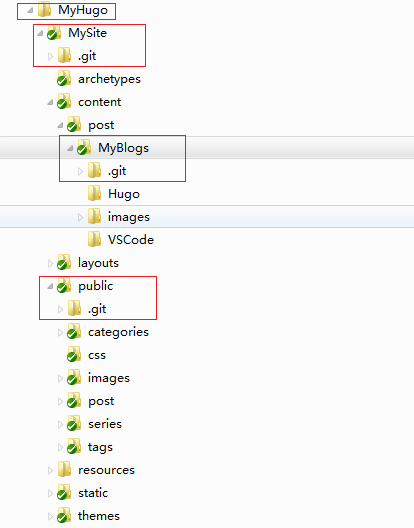 MyHugo
MySite
.git
archetypes
content
post
MyBlogs
.git
Hugo
images
VSCode
layouts
public
.git
categories
css
images
post
series
tags
resources
static
themes